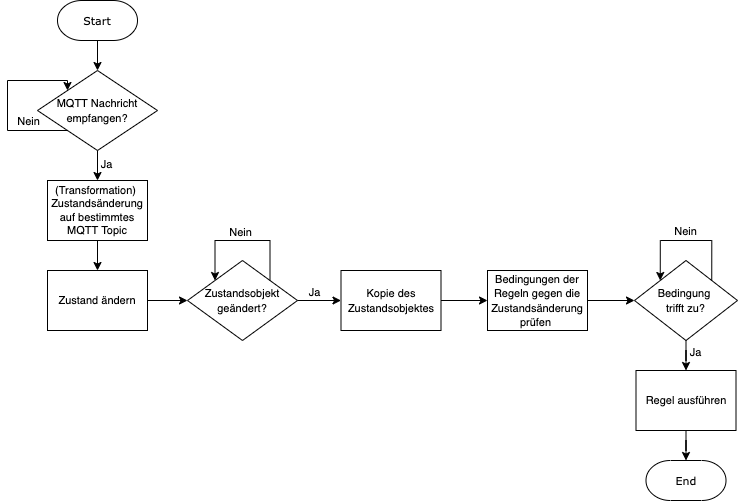 Start
MQTT Nachricht
empfangen?
Nein
Ja
(Transformation)
Zustandsänderung
auf bestimmtes
MQTT Topic
Zustand ändern
Nein
Zustandsobjekt
geändert?
Ja
Kopie des
Zustandsobjektes
Bedingungen der
Regeln gegen die
Zustandsänderung
prüfen
Nein
Bedingung
trifft zu?
Ja
Regel ausführen
End